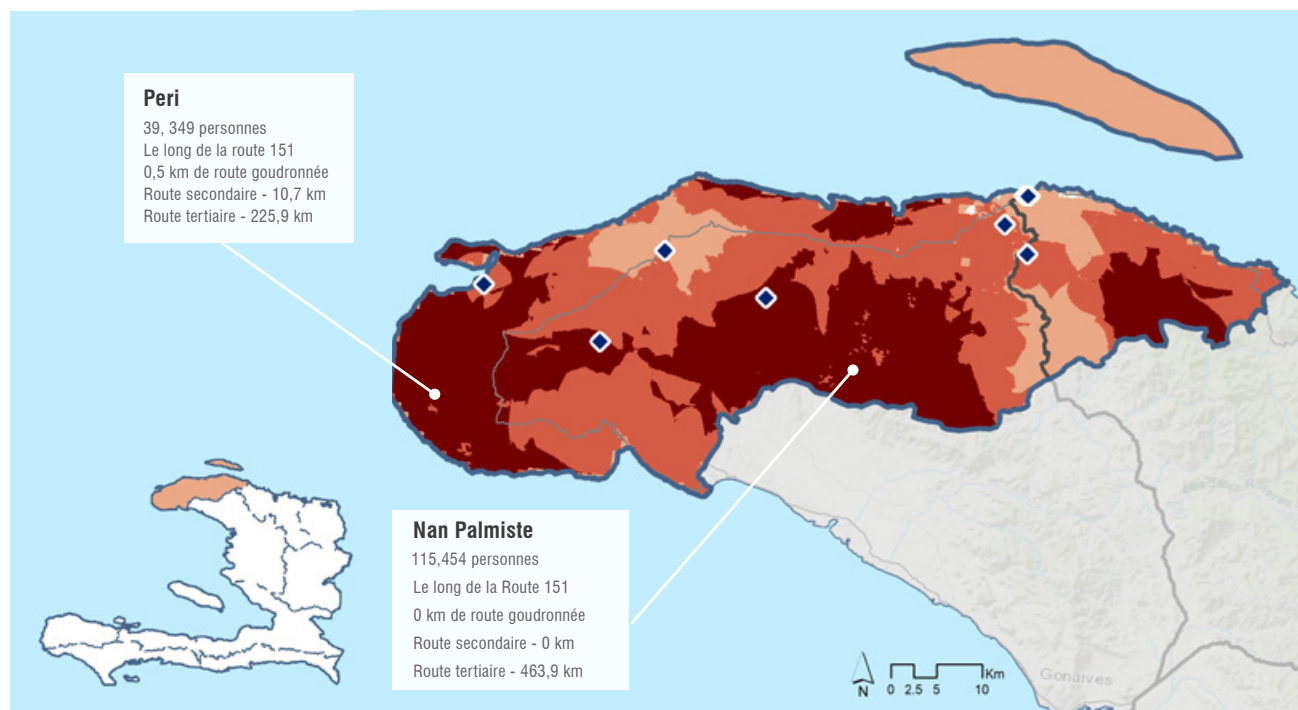 Peri
39, 349 personnes
Le long de la route 151
0,5 km de route goudronnée
Route secondaire - 10,7 km
Route tertiaire - 225,9 km
Nan Palmiste
115,454 personnes
Le long de la Route 151
0 km de route goudronnée
Route secondaire - 0 km
Route tertiaire - 463,9 km
N
0 2.5 5 10
Km
Gonaives